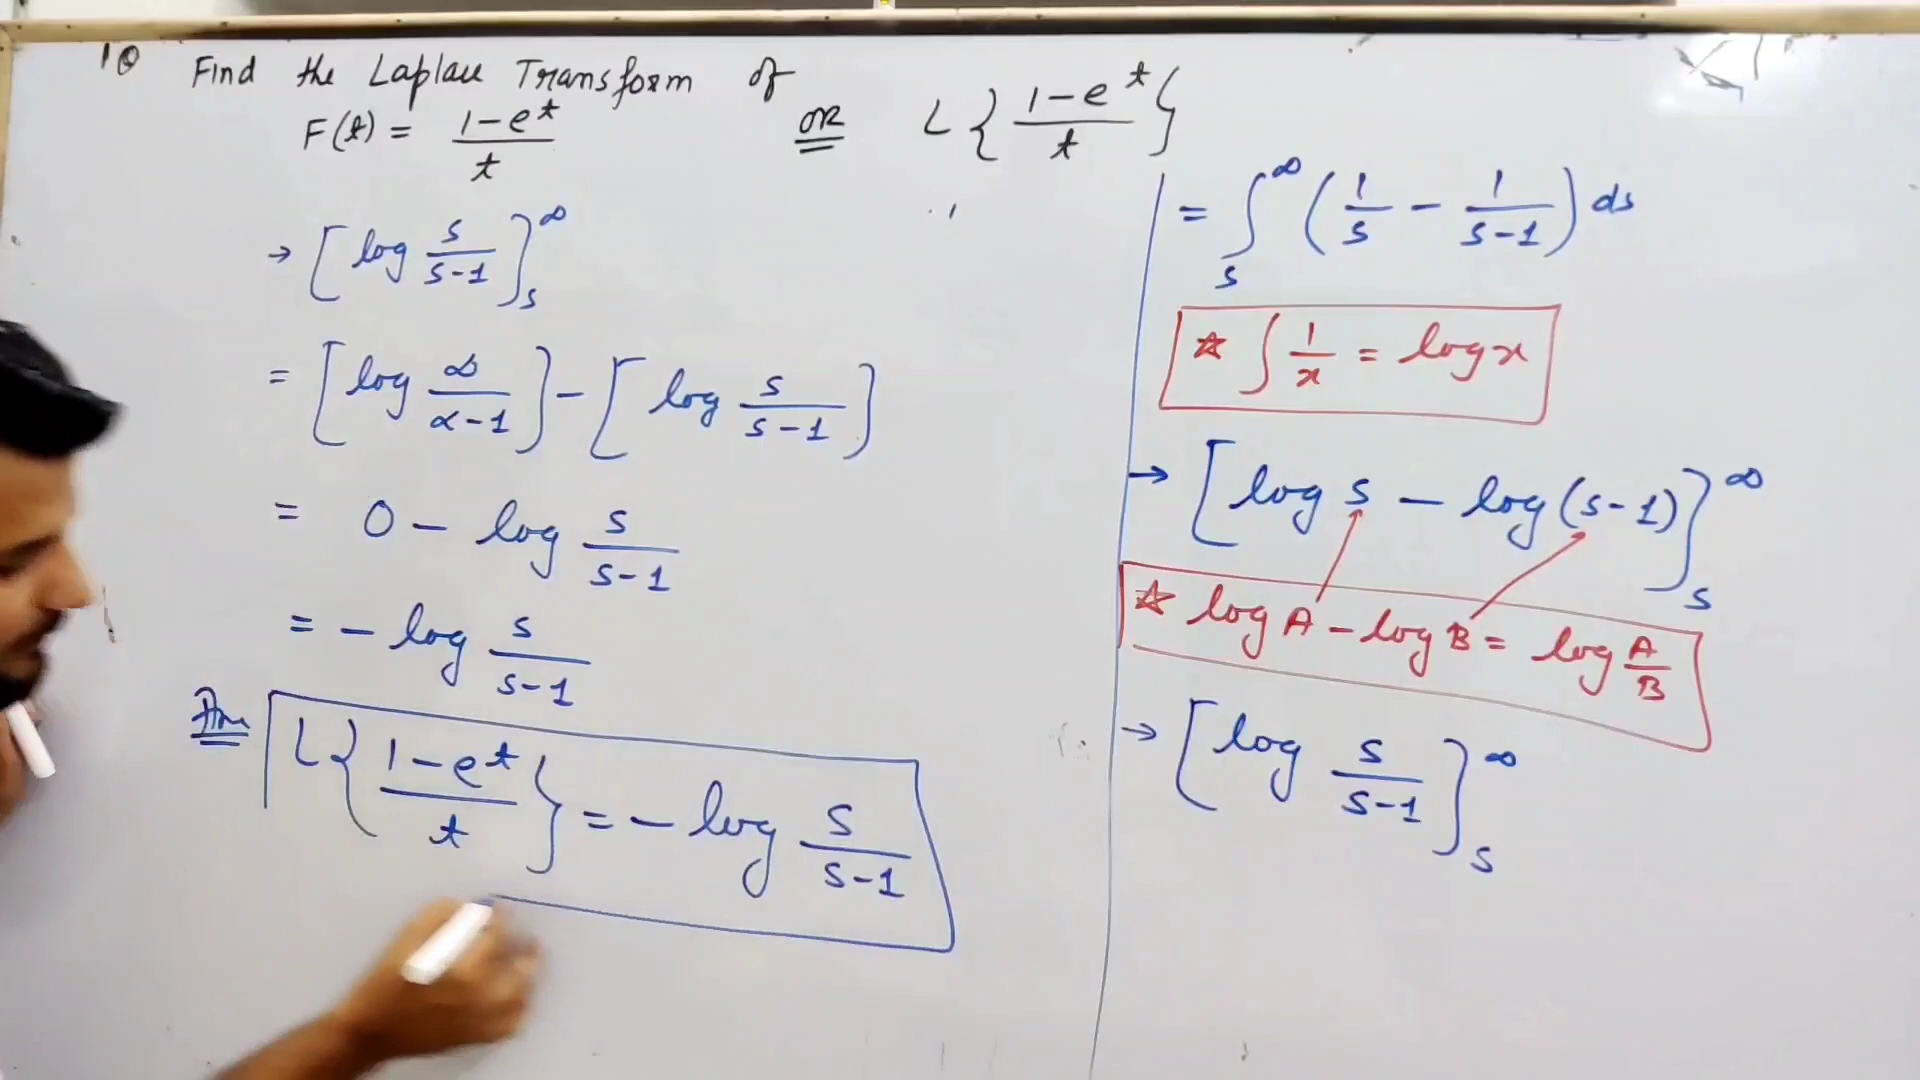 1Q Find the Laplace Transform of
F(t) = (1-e^t)/t OR L{(1-e^t)/t}
= ∫_s^∞ (1/s - 1/(s-1)) ds
☆ ∫ 1/x = log x
→ [log s - log(s-1)]_s^∞
☆ log A - log B = log A/B
→ [log s/(s-1)]_s^∞
→ [log s/(s-1)]_s^∞
= [log ∞/(∞-1)] - [log s/(s-1)]
= 0 - log s/(s-1)
= - log s/(s-1)
Ans L{(1-e^t)/t} = - log s/(s-1)